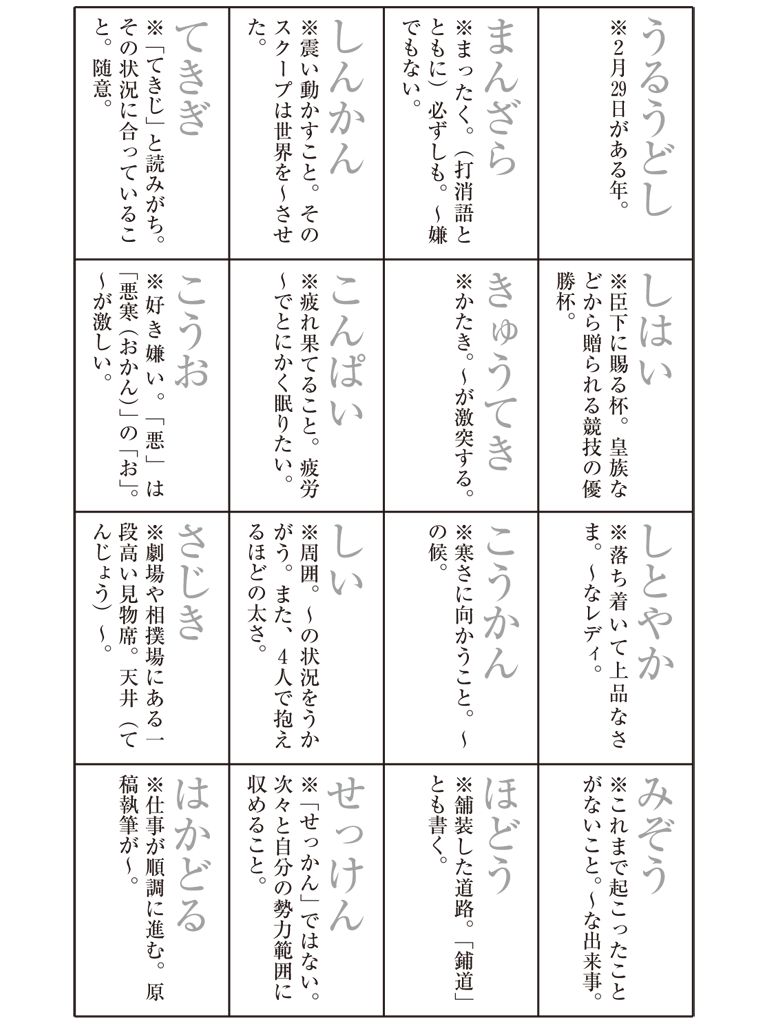 うるうどし
※2月29日がある年。
まんざら
※まったく。（打消語と
ともに）必ずしも。～嫌
でもない。
しんかん
※震い動かすこと。その
スクープは世界を～させ
た。
てきぎ
※「てきじ」と読みがち。
その状況に合っているこ
と。随意。
しはい
※臣下に賜る杯。皇族な
どから贈られる競技の優
勝杯。
きゅうてき
※かたき。～が激突する。
こんぱい
※疲れ果てること。疲労
～でとにかく眠りたい。
こうお
※好き嫌い。「悪」は
「悪寒（おかん）」の「お」。
～が激しい。
しとやか
※落ち着いて上品なさ
ま。～なレディ。
こうかん
※寒さに向かうこと。～
の候。
しい
※周囲。～の状況をうか
がう。また、4人で抱え
るほどの太さ。
さじき
※劇場や相撲場にある一
段高い見物席。天井（て
んじょう）～。
みぞう
※これまで起こったこと
がないこと。～な出来事。
ほどう
※舗装した道路。「鋪道」
とも書く。
せっけん
※「せっかん」ではない。
次々と自分の勢力範囲に
収めること。
はかどる
※仕事が順調に進む。原
稿執筆が～。